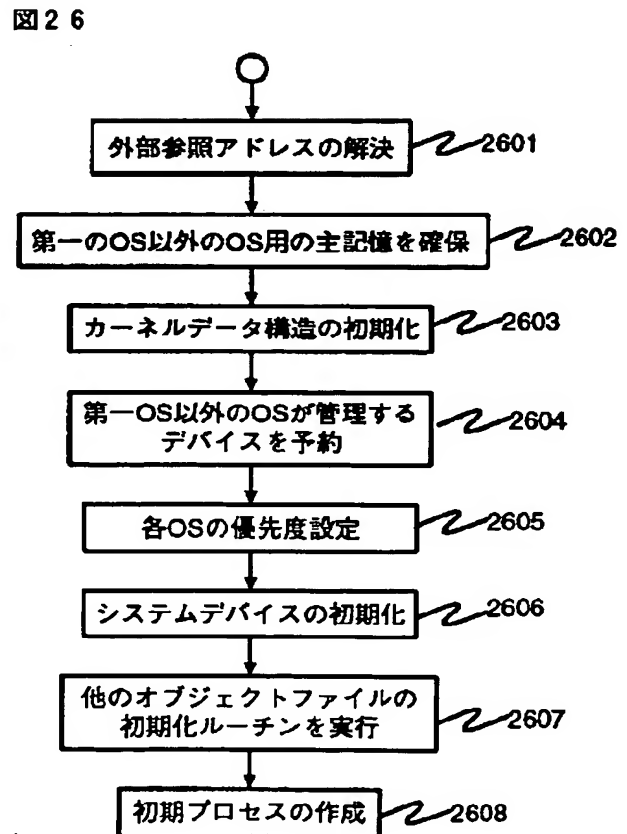 図26
外部参照アドレスの解決
2601
第一のOS以外のOS用の主記憶を確保
2602
カーネルデータ構造の初期化
2603
第一OS以外のOSが管理する
デバイスを予約
2604
各OSの優先度設定
2605
システムデバイスの初期化
2606
他のオブジェクトファイルの
初期化ルーチンを実行
2607
初期プロセスの作成
2608